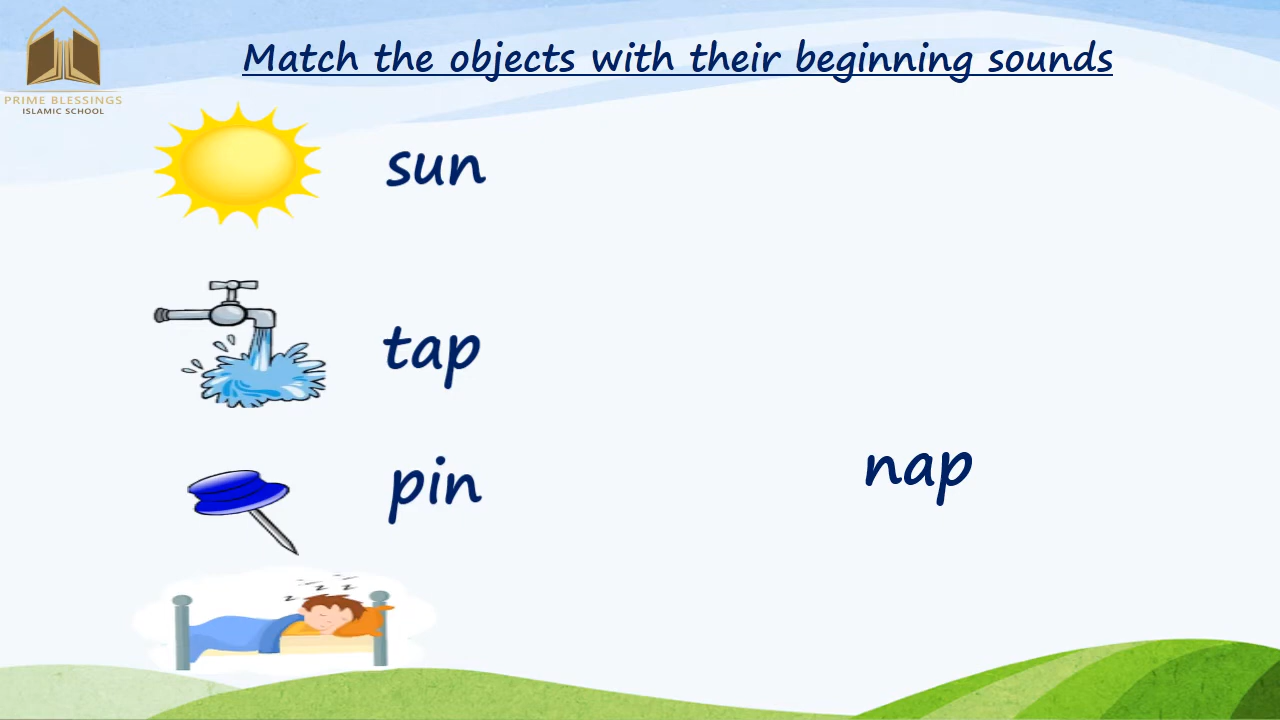 Match the objects with their beginning sounds
PRIME BLESSINGS
ISLAMIC SCHOOL
sun
tap
pin
nap